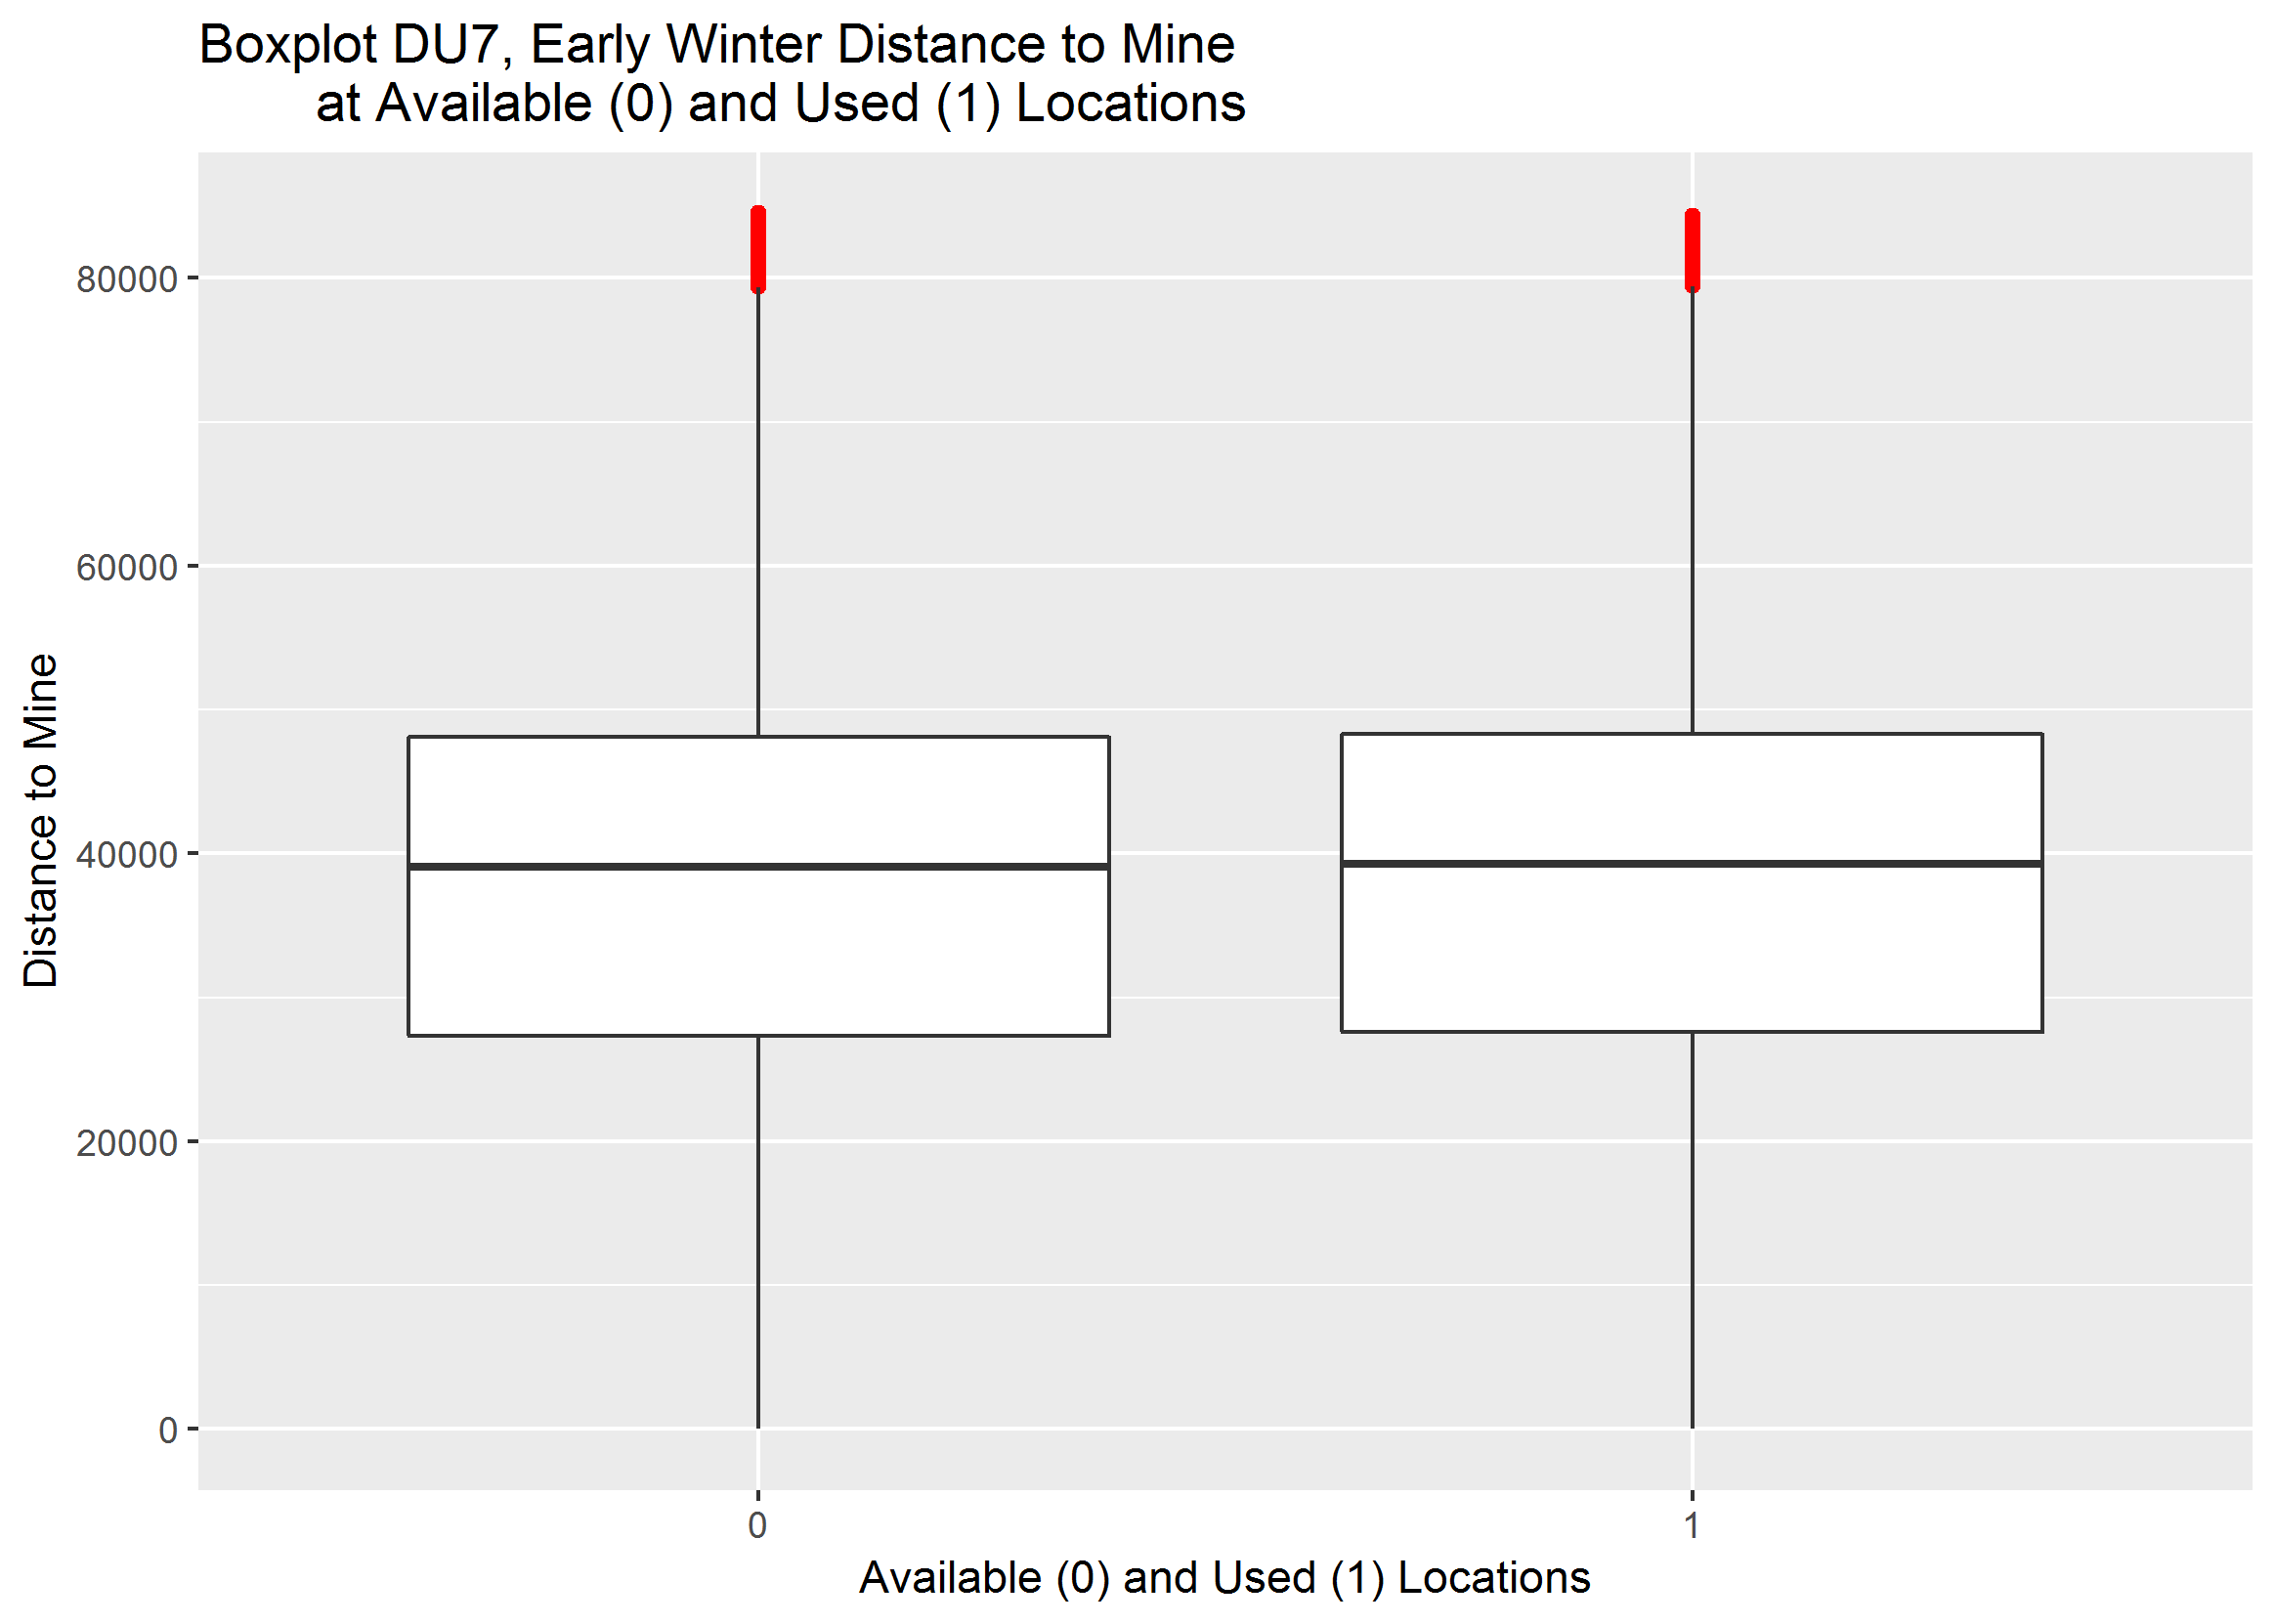 Boxplot DU7, Early Winter Distance to Mine
at Available (0) and Used (1) Locations
Distance to Mine
80000
60000
40000
20000
0
0
1
Available (0) and Used (1) Locations